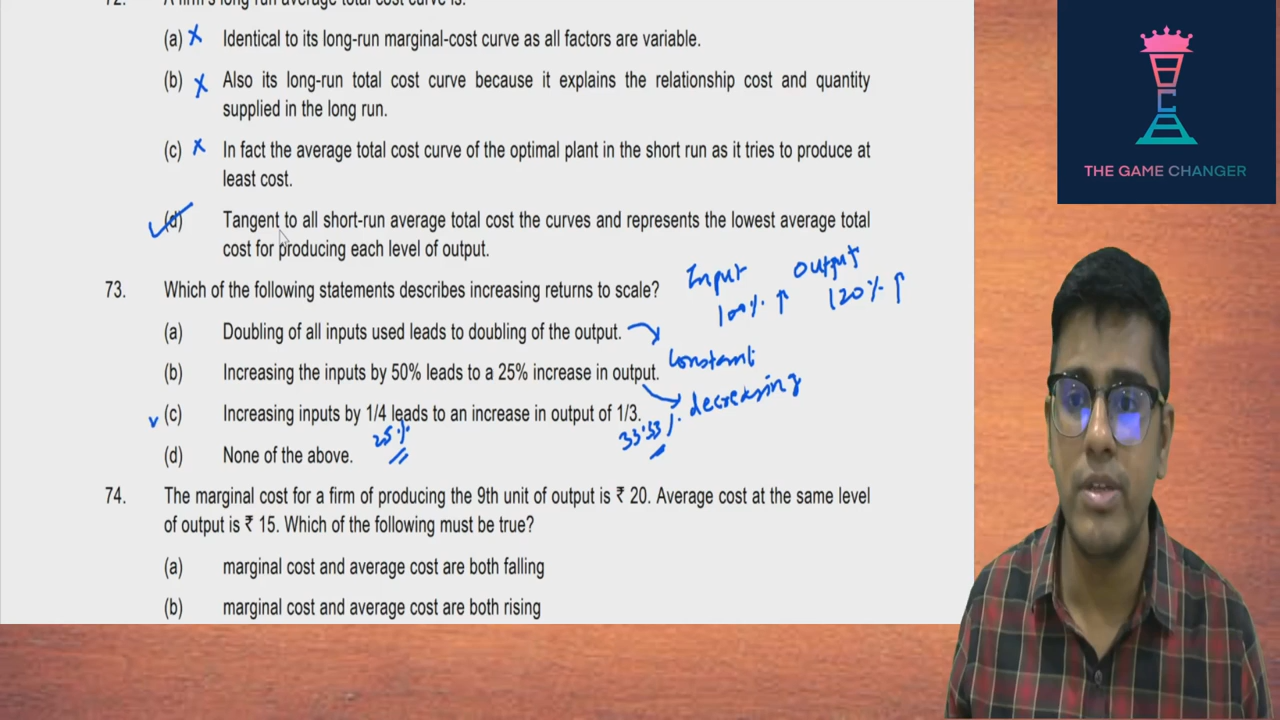 72. A firm's long run average total cost curve is:
(a) x Identical to its long-run marginal-cost curve as all factors are variable.
(b) x Also its long-run total cost curve because it explains the relationship cost and quantity
supplied in the long run.
(c) x In fact the average total cost curve of the optimal plant in the short run as it tries to produce at
least cost.
(d) Tangent to all short-run average total cost the curves and represents the lowest average total
cost for producing each level of output.
Input Output
100% ↑ 120% ↑
73. Which of the following statements describes increasing returns to scale?
(a) Doubling of all inputs used leads to doubling of the output.
Constant
(b) Increasing the inputs by 50% leads to a 25% increase in output.
decreasing
(c) Increasing inputs by 1/4 leads to an increase in output of 1/3.
25% 33.33%
(d) None of the above.
74. The marginal cost for a firm of producing the 9th unit of output is ₹ 20. Average cost at the same level
of output is ₹ 15. Which of the following must be true?
(a) marginal cost and average cost are both falling
(b) marginal cost and average cost are both rising
THE GAME CHANGER